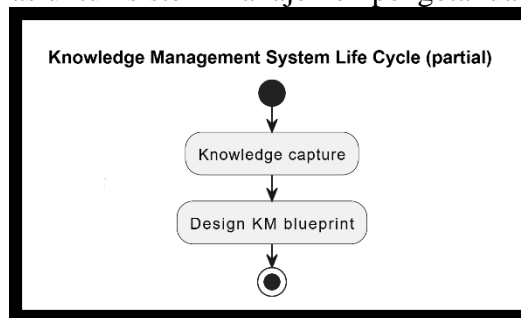 Knowledge Management System Life Cycle (partial)
Knowledge capture
Design KM blueprint